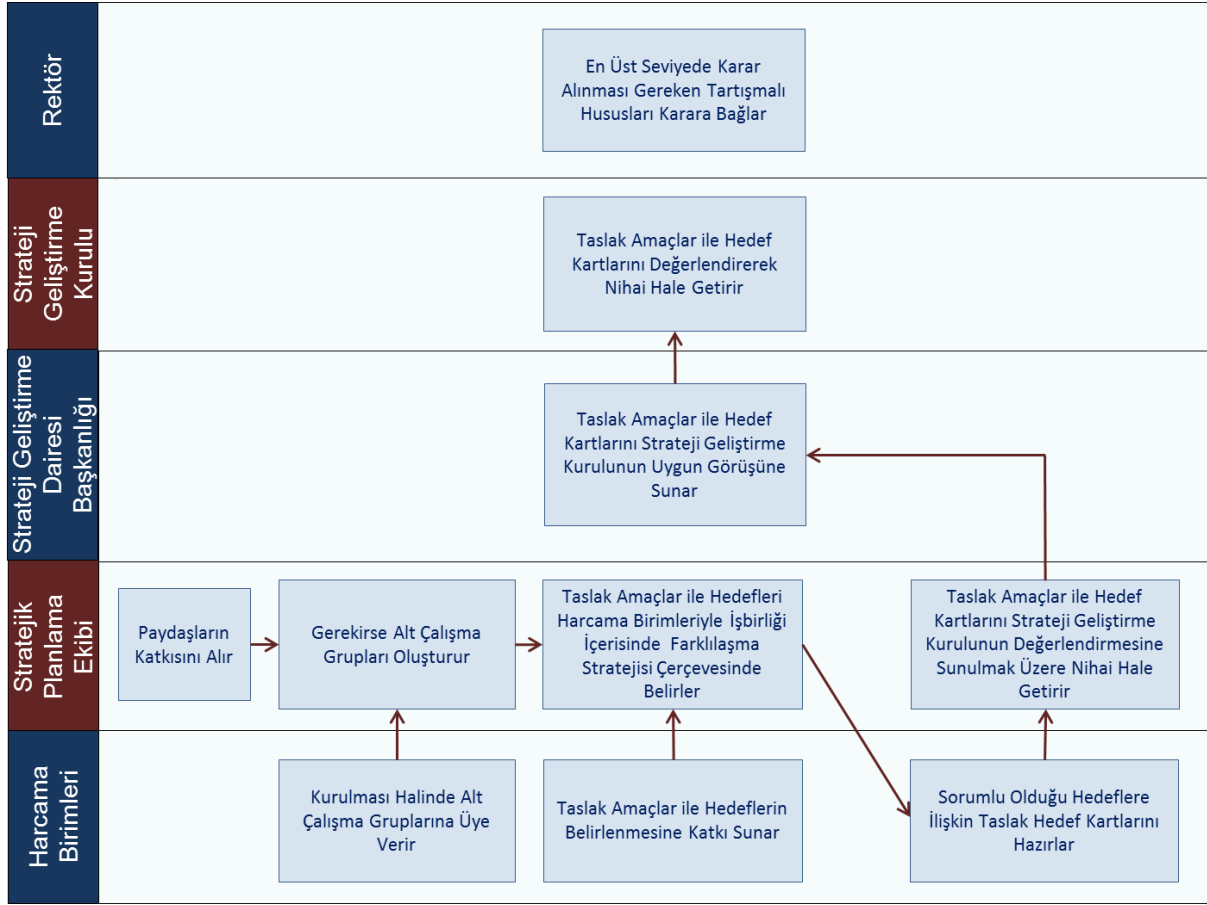 Rektör
En Üst Seviyede Karar
Alınması Gereken Tartışmalı
Hususları Karara Bağlar
Strateji
Geliştirme
Kurulu
Taslak Amaçlar ile Hedef
Kartlarını Değerlendirerek
Nihai Hale Getirir
Strateji Geliştirme
Dairesi
Başkanlığı
Taslak Amaçlar ile Hedef
Kartlarını Strateji Geliştirme
Kurulunun Uygun Görüşüne
Sunar
Stratejik
Planlama
Ekibi
Paydaşların
Katkısını Alır
Gerekirse Alt Çalışma
Grupları Oluşturur
Taslak Amaçlar ile Hedefleri
Harcama Birimleriyle İşbirliği
İçerisinde Farklılaşma
Stratejisi Çerçevesinde
Belirler
Taslak Amaçlar ile Hedef
Kartlarını Strateji Geliştirme
Kurulunun Değerlendirmesine
Sunulmak Üzere Nihai Hale
Getirir
Harcama
Birimleri
Kurulması Halinde Alt
Çalışma Gruplarına Üye
Verir
Taslak Amaçlar ile Hedeflerin
Belirlenmesine Katkı Sunar
Sorumlu Olduğu Hedeflere
İlişkin Taslak Hedef Kartlarını
Hazırlar